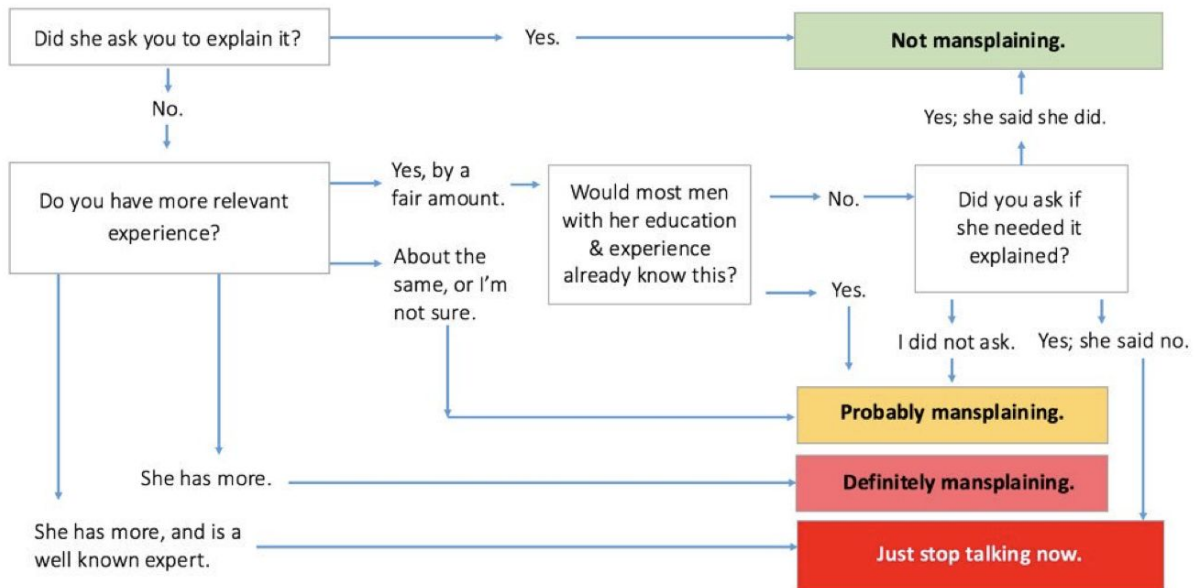 Did she ask you to explain it?
Yes.
Not mansplaining.
No.
Yes; she said she did.
Do you have more relevant
experience?
Yes, by a
fair amount.
Would most men
with her education
& experience
already know this?
No.
Did you ask if
she needed it
explained?
About the
same, or I’m
not sure.
Yes.
I did not ask.
Yes; she said no.
Probably mansplaining.
She has more.
Definitely mansplaining.
She has more, and is a
well known expert.
Just stop talking now.